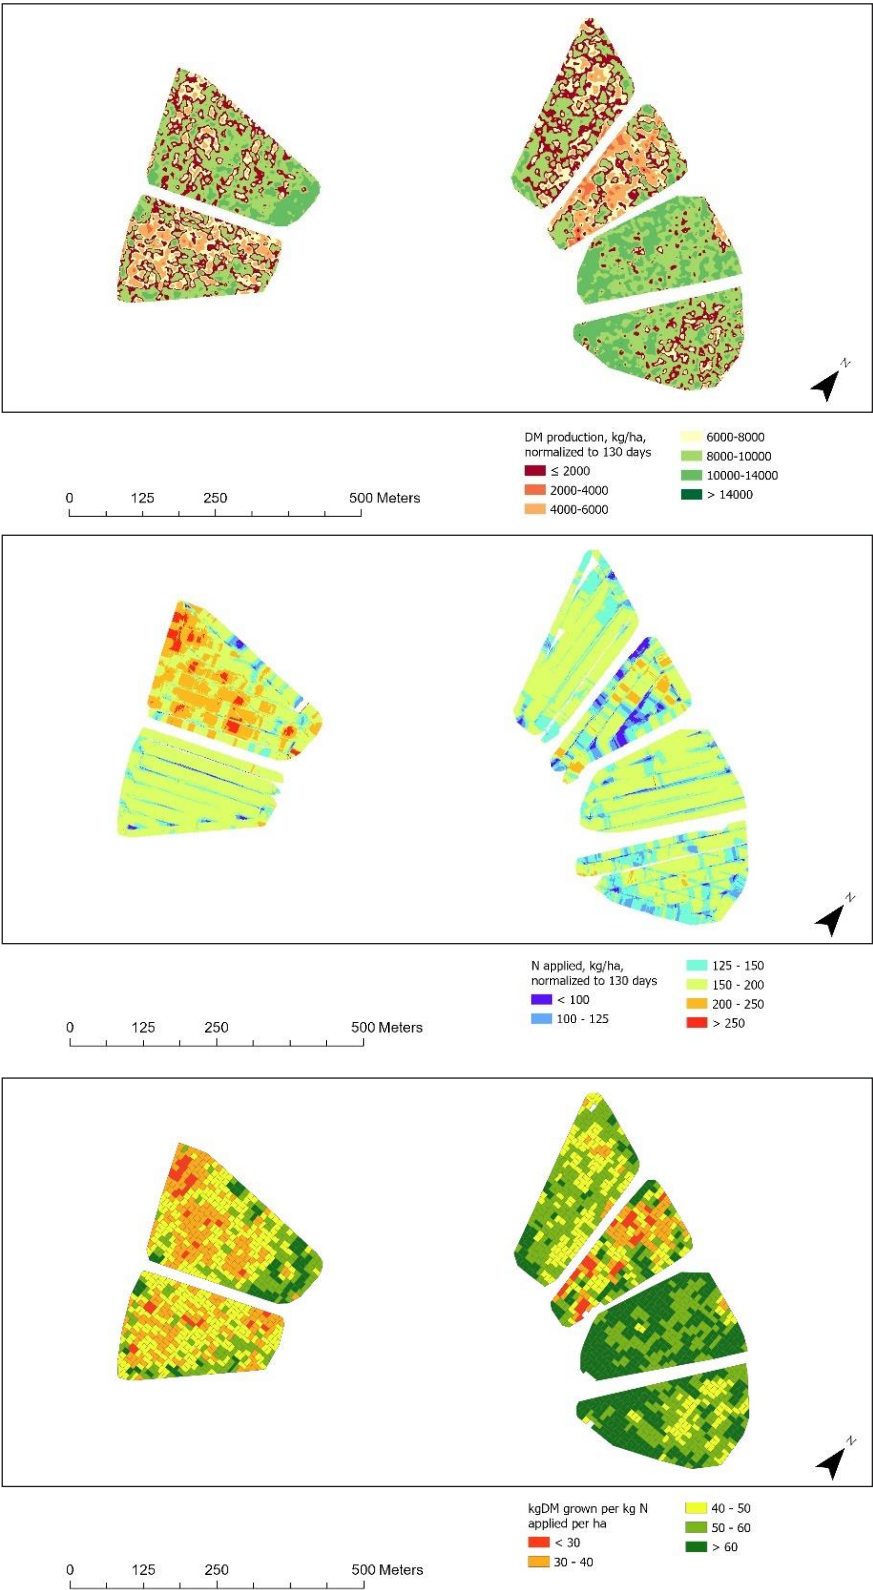 N
DM production, kg/ha,
normalized to 130 days
≤ 2000
2000-4000
4000-6000
6000-8000
8000-10000
10000-14000
> 14000
0 125 250 500 Meters
N
N applied, kg/ha,
normalized to 130 days
< 100
100 - 125
125 - 150
150 - 200
200 - 250
> 250
0 125 250 500 Meters
N
kgDM grown per kg N
applied per ha
< 30
30 - 40
40 - 50
50 - 60
> 60
0 125 250 500 Meters